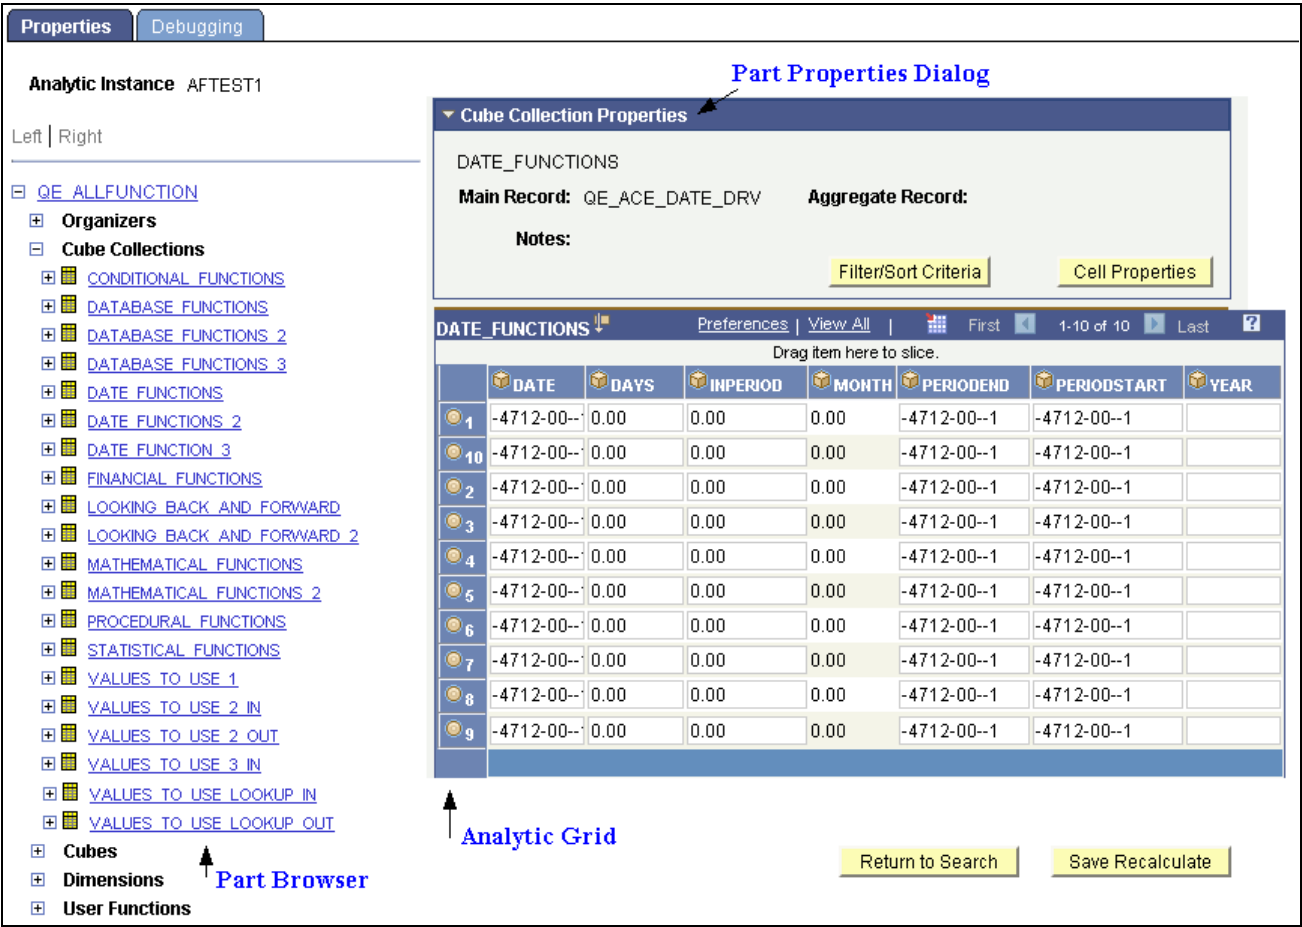 Properties
Debugging
Analytic Instance AFTEST1
Left | Right
QE_ALLFUNCTION
Organizers
Cube Collections
CONDITIONAL_FUNCTIONS
DATABASE_FUNCTIONS
DATABASE_FUNCTIONS_2
DATABASE_FUNCTIONS_3
DATE_FUNCTIONS
DATE_FUNCTIONS_2
DATE_FUNCTION_3
FINANCIAL_FUNCTIONS
LOOKING_BACK_AND_FORWARD
LOOKING_BACK_AND_FORWARD_2
MATHEMATICAL_FUNCTIONS
MATHEMATICAL_FUNCTIONS_2
PROCEDURAL_FUNCTIONS
STATISTICAL_FUNCTIONS
VALUES_TO_USE_1
VALUES_TO_USE_2_IN
VALUES_TO_USE_2_OUT
VALUES_TO_USE_3_IN
VALUES_TO_USE_LOOKUP_IN
VALUES_TO_USE_LOOKUP_OUT
Cubes
Dimensions
User Functions
Part Browser
Part Properties Dialog
Cube Collection Properties
DATE_FUNCTIONS
Main Record: QE_ACE_DATE_DRV Aggregate Record:
Notes:
Filter/Sort Criteria Cell Properties
DATE_FUNCTIONS Preferences | View All | First 1-10 of 10 Last ?
Drag item here to slice.
DATE DAYS INPERIOD MONTH PERIODEND PERIODSTART YEAR
1 -4712-00-- 0.00 0.00 0.00 -4712-00--1 -4712-00--1
10 -4712-00-- 0.00 0.00 0.00 -4712-00--1 -4712-00--1
2 -4712-00-- 0.00 0.00 0.00 -4712-00--1 -4712-00--1
3 -4712-00-- 0.00 0.00 0.00 -4712-00--1 -4712-00--1
4 -4712-00-- 0.00 0.00 0.00 -4712-00--1 -4712-00--1
5 -4712-00-- 0.00 0.00 0.00 -4712-00--1 -4712-00--1
6 -4712-00-- 0.00 0.00 0.00 -4712-00--1 -4712-00--1
7 -4712-00-- 0.00 0.00 0.00 -4712-00--1 -4712-00--1
8 -4712-00-- 0.00 0.00 0.00 -4712-00--1 -4712-00--1
9 -4712-00-- 0.00 0.00 0.00 -4712-00--1 -4712-00--1
Analytic Grid
Return to Search Save Recalculate